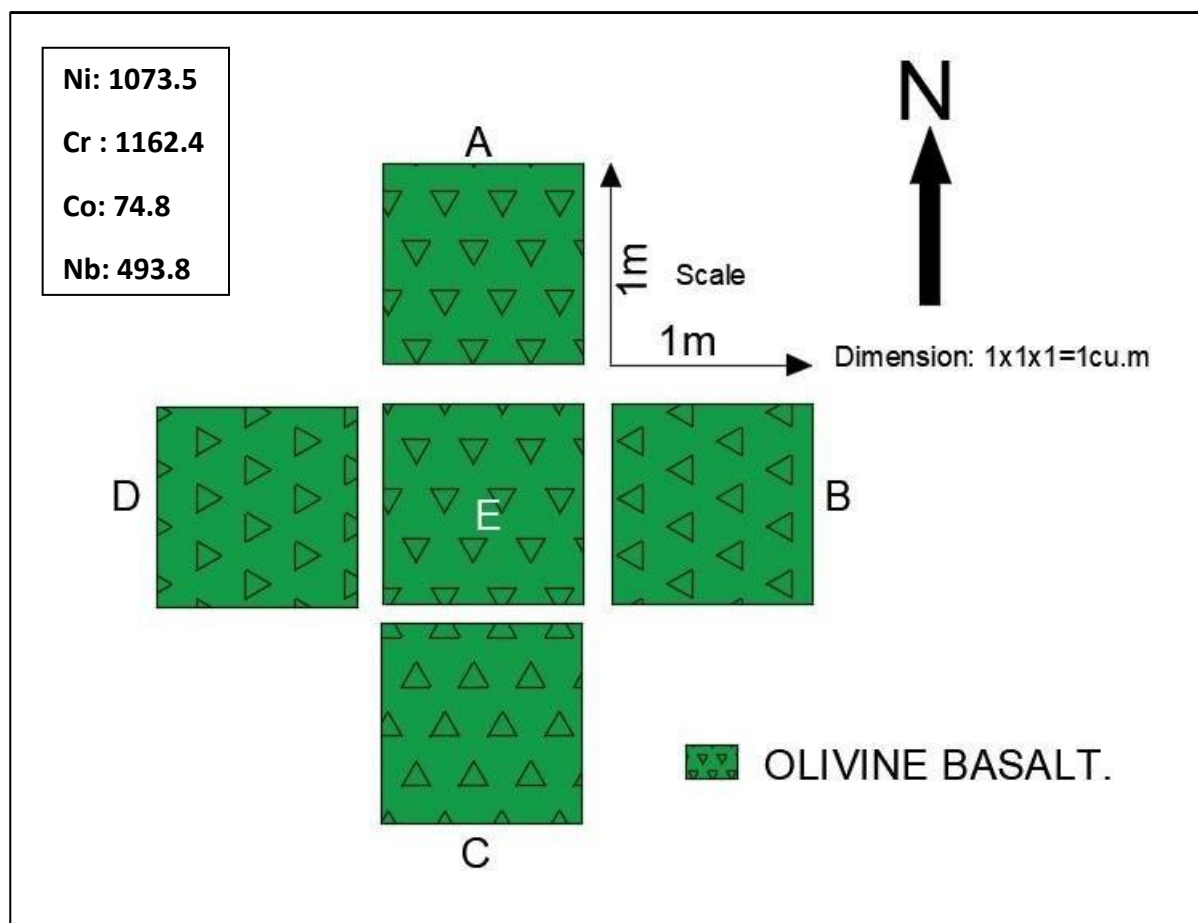 Ni: 1073.5
Cr : 1162.4
Co: 74.8
Nb: 493.8
N
A
1m
Scale
1m
Dimension: 1x1x1=1cu.m
D
E
B
OLIVINE BASALT.
C